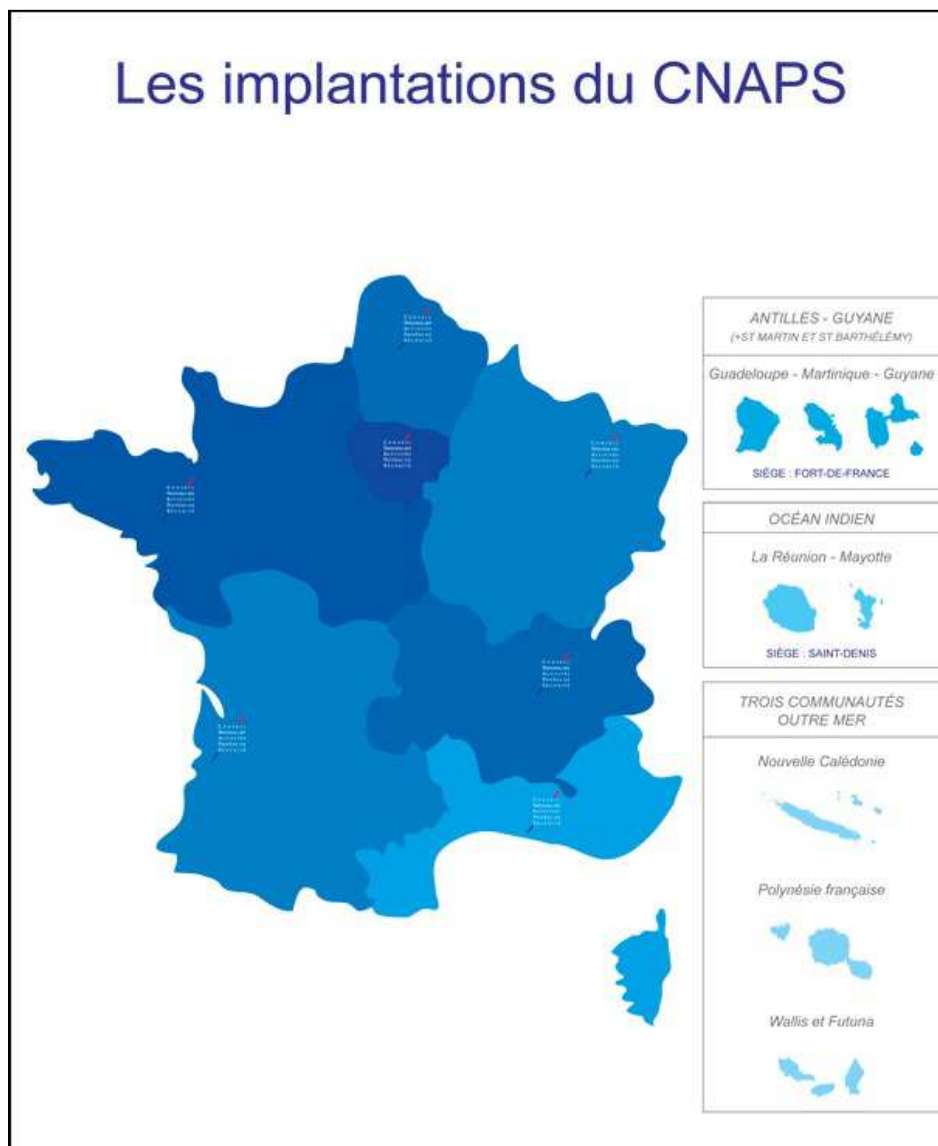 Les implantations du CNAPS
ANTILLES - GUYANE
(+ST MARTIN ET ST BARTHÉLÉMY)
Guadeloupe - Martinique - Guyane
SIÈGE : FORT-DE-FRANCE
OCÉAN INDIEN
La Réunion - Mayotte
SIÈGE : SAINT-DENIS
TROIS COMMUNAUTÉS
OUTRE MER
Nouvelle Calédonie
Polynésie française
Wallis et Futuna